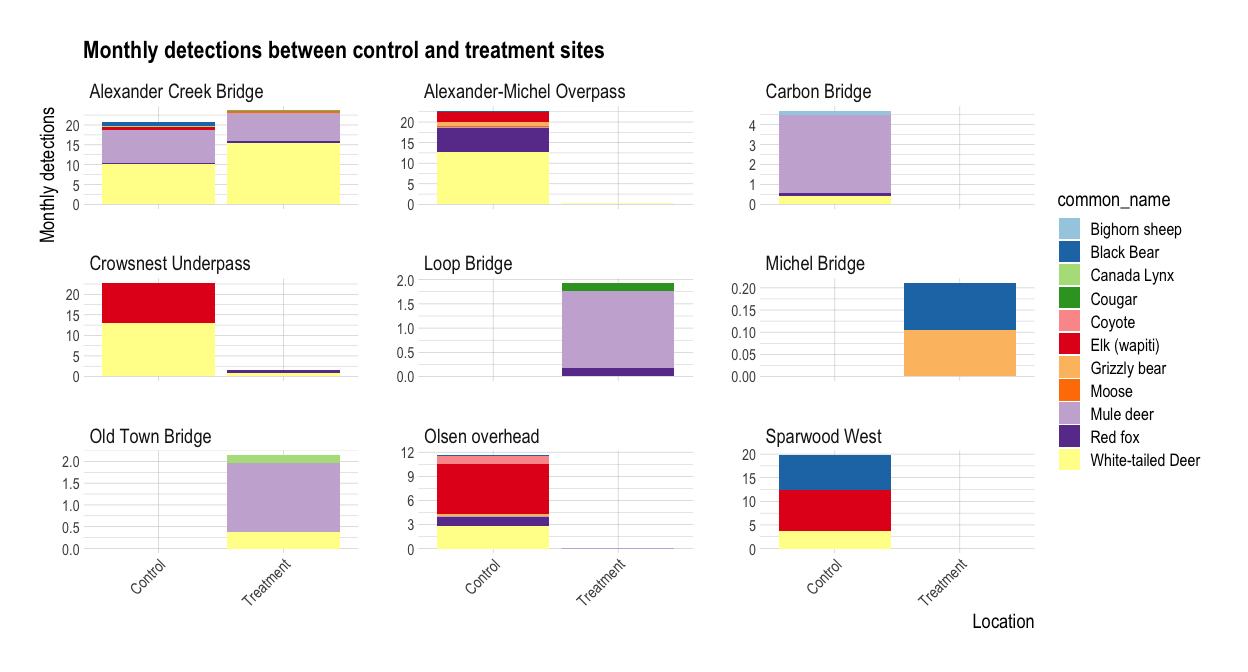 Monthly detections between control and treatment sites
Alexander Creek Bridge
Alexander-Michel Overpass
Carbon Bridge
Monthly detections
20
15
10
5
0
20
15
10
5
0
4
3
2
1
0
Crowsnest Underpass
Loop Bridge
Michel Bridge
20
15
10
5
0
2.0
1.5
1.0
0.5
0.0
0.20
0.15
0.10
0.05
0.00
Old Town Bridge
Olsen overhead
Sparwood West
2.0
1.5
1.0
0.5
0.0
12
9
6
3
0
20
15
10
5
0
Control
Treatment
Control
Treatment
Control
Treatment
Location
common_name
Bighorn sheep
Black Bear
Canada Lynx
Cougar
Coyote
Elk (wapiti)
Grizzly bear
Moose
Mule deer
Red fox
White-tailed Deer